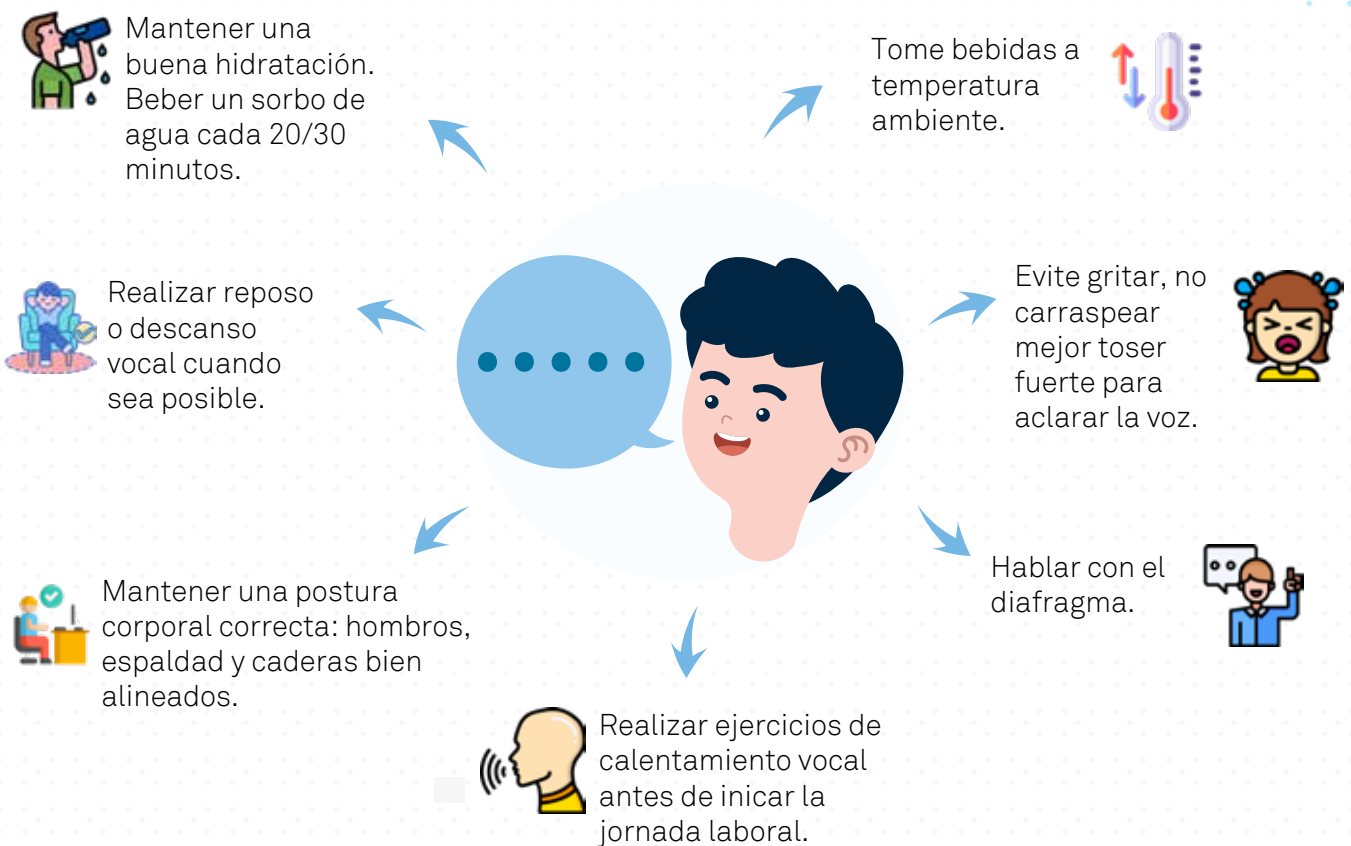 Mantener una
buena hidratación.
Beber un sorbo de
agua cada 20/30
minutos.
Tome bebidas a
temperatura
ambiente.
Realizar reposo
o descanso
vocal cuando
sea posible.
Evite gritar, no
carraspear
mejor toser
fuerte para
aclarar la voz.
Mantener una postura
corporal correcta: hombros,
espaldad y caderas bien
alineados.
Hablar con el
diafragma.
Realizar ejercicios de
calentamiento vocal
antes de inicar la
jornada laboral.